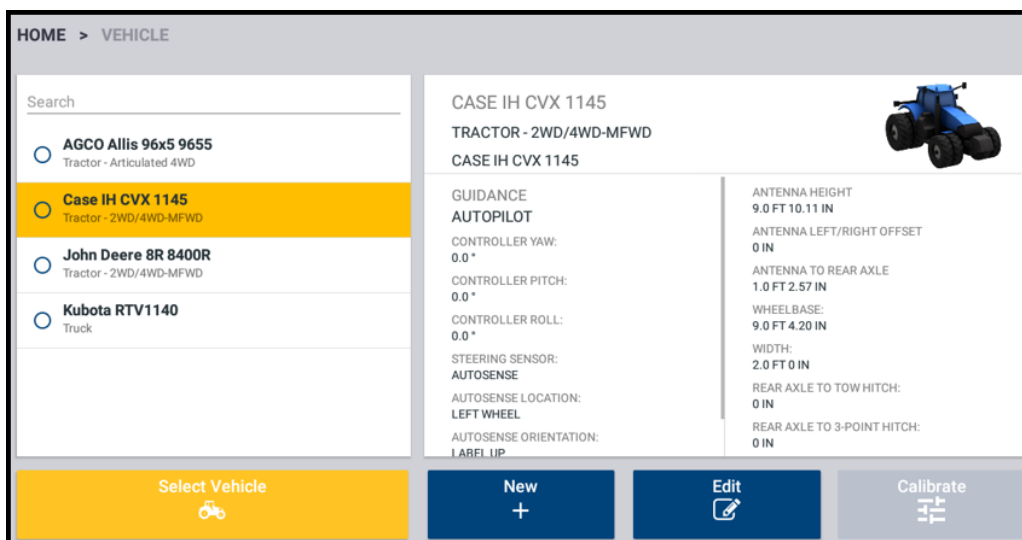 HOME > VEHICLE
Search
AGCO Allis 96x5 9655
Tractor - Articulated 4WD
Case IH CVX 1145
Tractor - 2WD/4WD-MFWD
John Deere 8R 8400R
Tractor - 2WD/4WD-MFWD
Kubota RTV1140
Truck
CASE IH CVX 1145
TRACTOR - 2WD/4WD-MFWD
CASE IH CVX 1145
GUIDANCE
AUTOPILOT
CONTROLLER YAW:
0.0 °
CONTROLLER PITCH:
0.0 °
CONTROLLER ROLL:
0.0 °
STEERING SENSOR:
AUTOSENSE
AUTOSENSE LOCATION:
LEFT WHEEL
AUTOSENSE ORIENTATION:
LABEL UP
ANTENNA HEIGHT
9.0 FT 10.11 IN
ANTENNA LEFT/RIGHT OFFSET
0 IN
ANTENNA TO REAR AXLE
1.0 FT 2.57 IN
WHEELBASE:
9.0 FT 4.20 IN
WIDTH:
2.0 FT 0 IN
REAR AXLE TO TOW HITCH:
0 IN
REAR AXLE TO 3-POINT HITCH:
0 IN
Select Vehicle
New
Edit
Calibrate